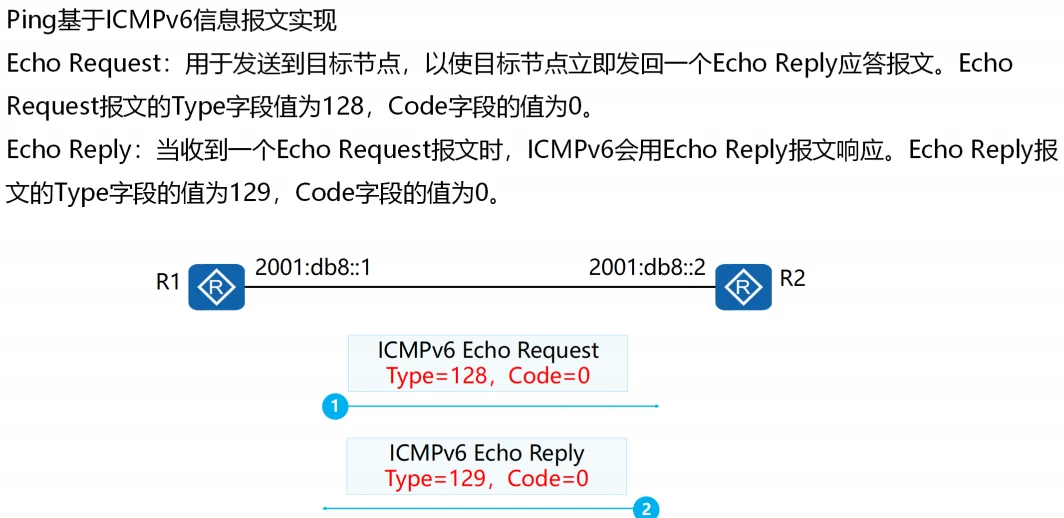 Ping基于ICMPv6信息报文实现
Echo Request：用于发送到目标节点，以使目标节点立即发回一个Echo Reply应答报文。Echo
Request报文的Type字段值为128，Code字段的值为0。
Echo Reply：当收到一个Echo Request报文时，ICMPv6会用Echo Reply报文响应。Echo Reply报
文的Type字段的值为129，Code字段的值为0。
R1 R 2001:db8::1 2001:db8::2 R R2
ICMPv6 Echo Request
Type=128，Code=0
1
ICMPv6 Echo Reply
Type=129，Code=0
2